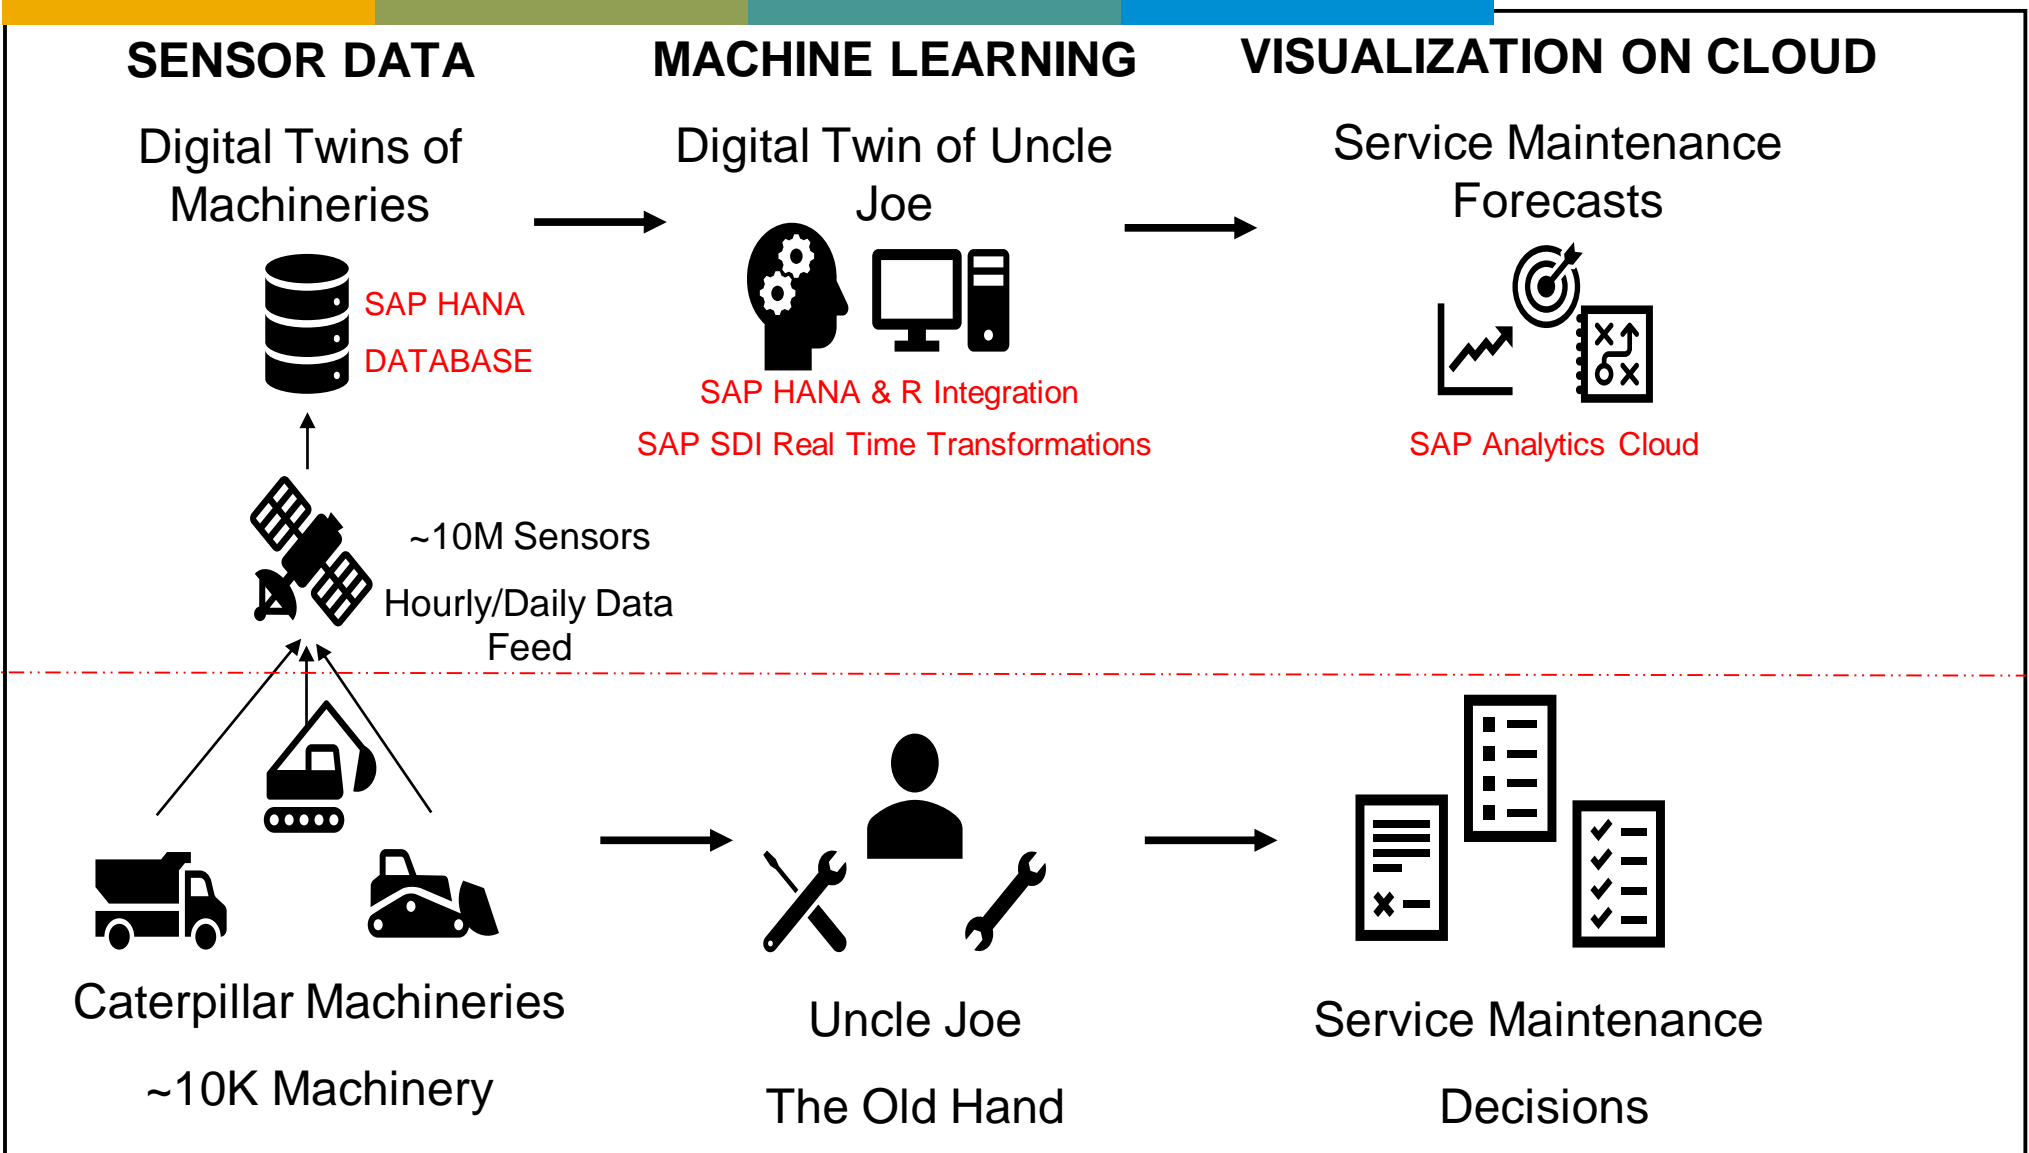 SENSOR DATA
MACHINE LEARNING
VISUALIZATION ON CLOUD
Digital Twins of
Machineries
Digital Twin of Uncle
Joe
Service Maintenance
Forecasts
SAP HANA
DATABASE
SAP HANA & R Integration
SAP SDI Real Time Transformations
SAP Analytics Cloud
~10M Sensors
Hourly/Daily Data
Feed
Caterpillar Machineries
~10K Machinery
Uncle Joe
The Old Hand
Service Maintenance
Decisions